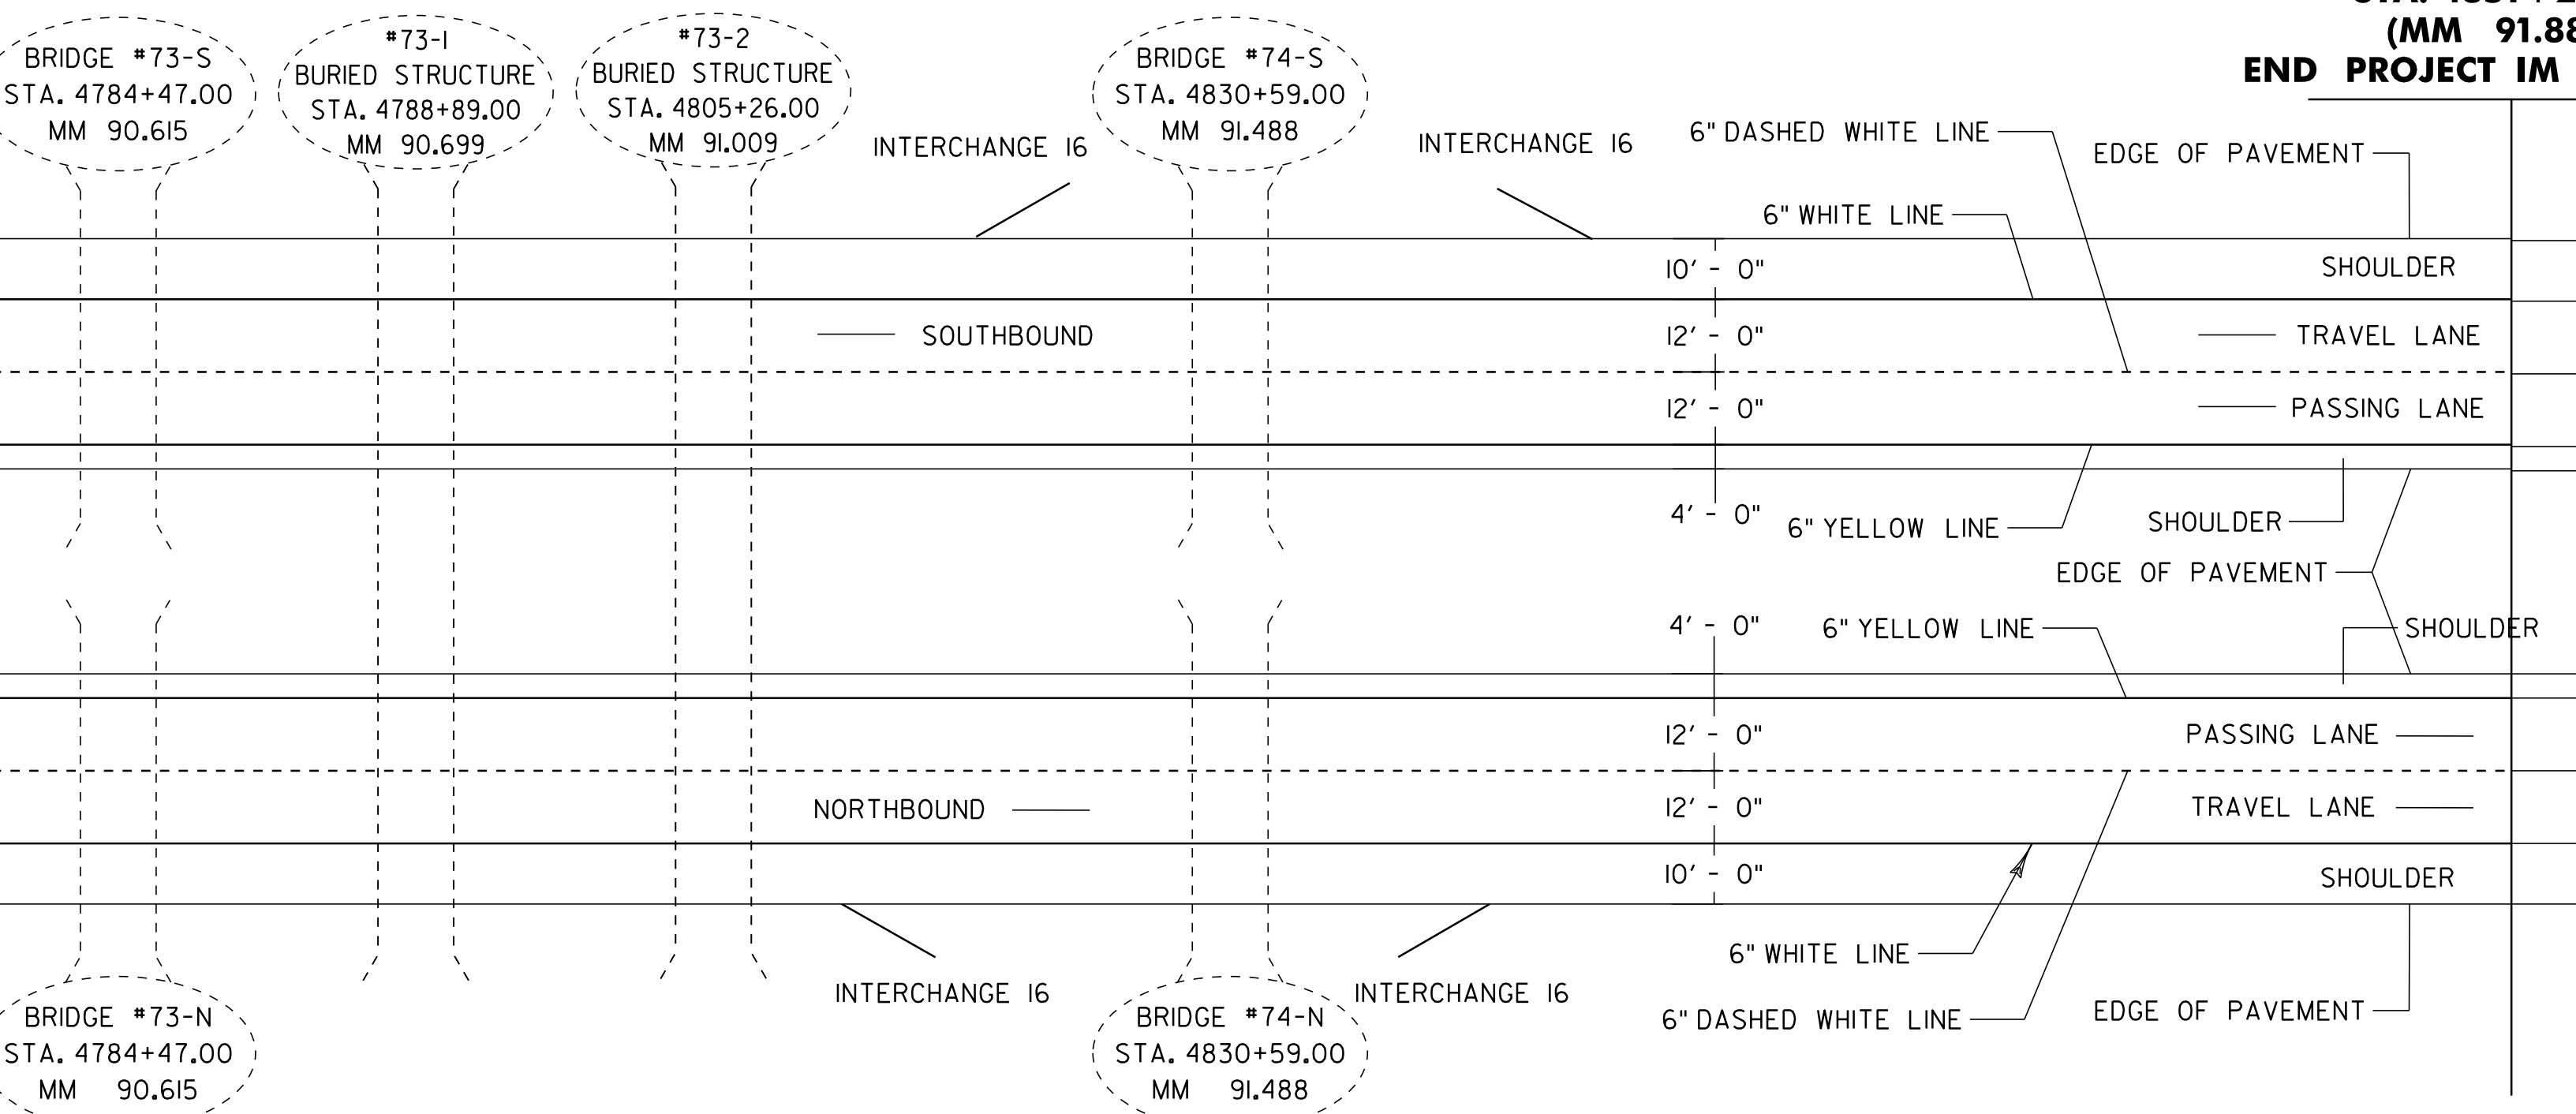 (MM 91.88
END PROJECT IM
BRIDGE #73-S
STA. 4784+47.00
MM 90.615
#73-1
BURIED STRUCTURE
STA. 4788+89.00
MM 90.699
#73-2
BURIED STRUCTURE
STA. 4805+26.00
MM 91.009
INTERCHANGE 16
BRIDGE #74-S
STA. 4830+59.00
MM 91.488
INTERCHANGE 16
6" DASHED WHITE LINE
EDGE OF PAVEMENT
6" WHITE LINE
10' - 0"
SHOULDER
SOUTHBOUND
12' - 0"
TRAVEL LANE
12' - 0"
PASSING LANE
4' - 0"
6" YELLOW LINE
SHOULDER
EDGE OF PAVEMENT
4' - 0"
6" YELLOW LINE
SHOULDER
12' - 0"
PASSING LANE
NORTHBOUND
12' - 0"
TRAVEL LANE
10' - 0"
SHOULDER
6" WHITE LINE
INTERCHANGE 16
INTERCHANGE 16
6" DASHED WHITE LINE
EDGE OF PAVEMENT
BRIDGE #73-N
STA. 4784+47.00
MM 90.615
BRIDGE #74-N
STA. 4830+59.00
MM 91.488